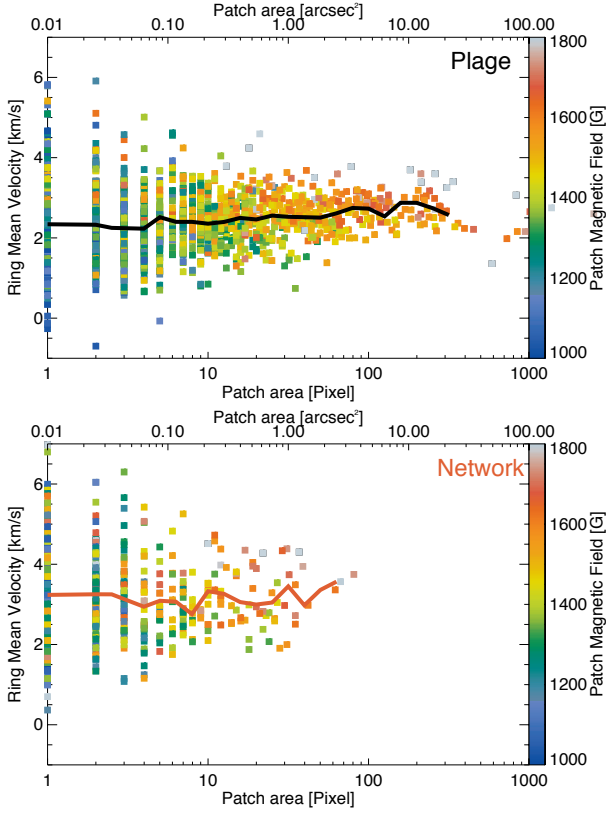 Patch area [arcsec²]
0.01 0.10 1.00 10.00 100.00
Plage
Ring Mean Velocity [km/s]
6
4
2
0
1 10 100 1000
Patch area [Pixel]
1800
1600
1400
1200
1000
Patch Magnetic Field [G]
Patch area [arcsec²]
0.01 0.10 1.00 10.00 100.00
Network
Ring Mean Velocity [km/s]
6
4
2
0
1 10 100 1000
Patch area [Pixel]
1800
1600
1400
1200
1000
Patch Magnetic Field [G]